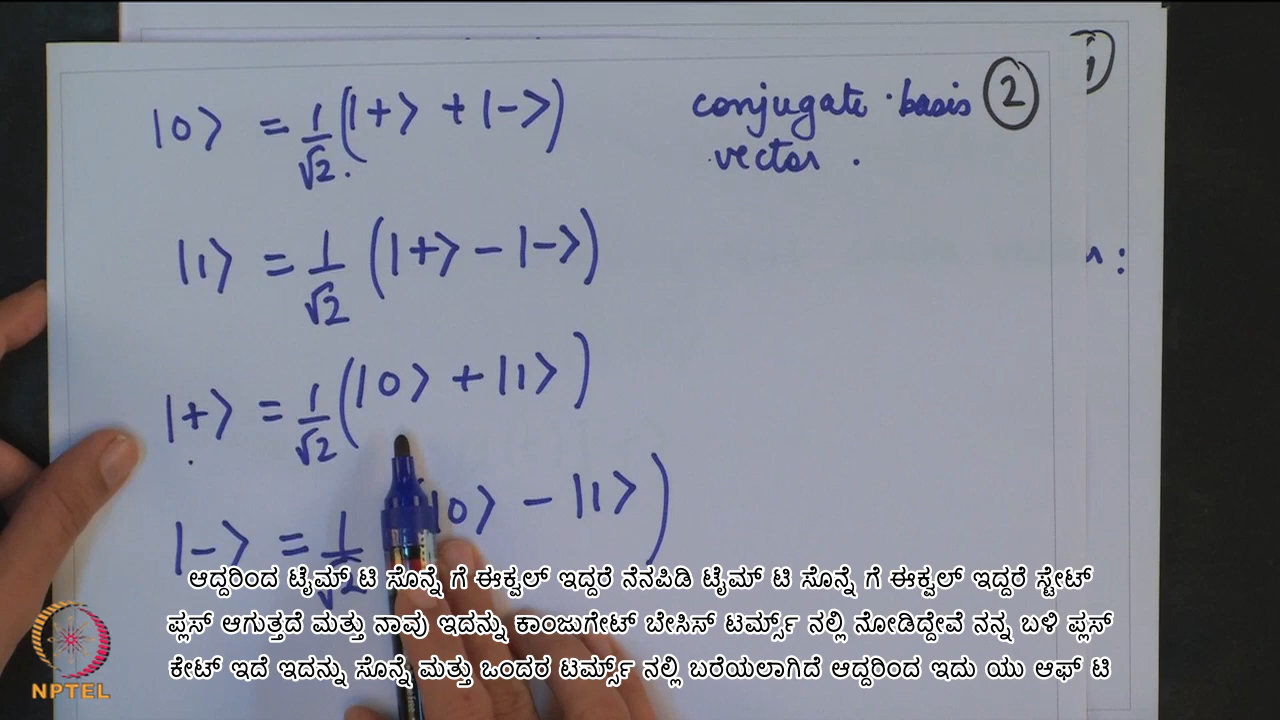 |0⟩ = 1/√2 (|+⟩ + |-⟩)
conjugate basis
②
vector .
|1⟩ = 1/√2 (|+⟩ - |-⟩)
|+⟩ = 1/√2 (|0⟩ + |1⟩)
|-⟩ = 1/√2 |0⟩ - |1⟩)
ಆದ್ದರಿಂದ ಟೈಮ್ ಟಿ ಸೊನ್ನೆ ಗೆ ಈಕ್ವಲ್ ಇದ್ದರೆ ನೆನಪಿಡಿ ಟೈಮ್ ಟಿ ಸೊನ್ನೆ ಗೆ ಈಕ್ವಲ್ ಇದ್ದರೆ ಸ್ಟೇಟ್
ಪ್ಲಸ್ ಆಗುತ್ತದೆ ಮತ್ತು ನಾವು ಇದನ್ನು ಕಾಂಜುಗೇಟ್ ಬೇಸಿಸ್ ಟರ್ಮ್ಸ್ ನಲ್ಲಿ ನೋಡಿದ್ದೇವೆ ನನ್ನ ಬಳಿ ಪ್ಲಸ್
ಕೇಟ್ ಇದೆ ಇದನ್ನು ಸೊನ್ನೆ ಮತ್ತು ಒಂದರ ಟರ್ಮ್ಸ್ ನಲ್ಲಿ ಬರೆಯಲಾಗಿದೆ ಆದ್ದರಿಂದ ಇದು ಯು ಆಫ್ ಟಿ
NPTEL